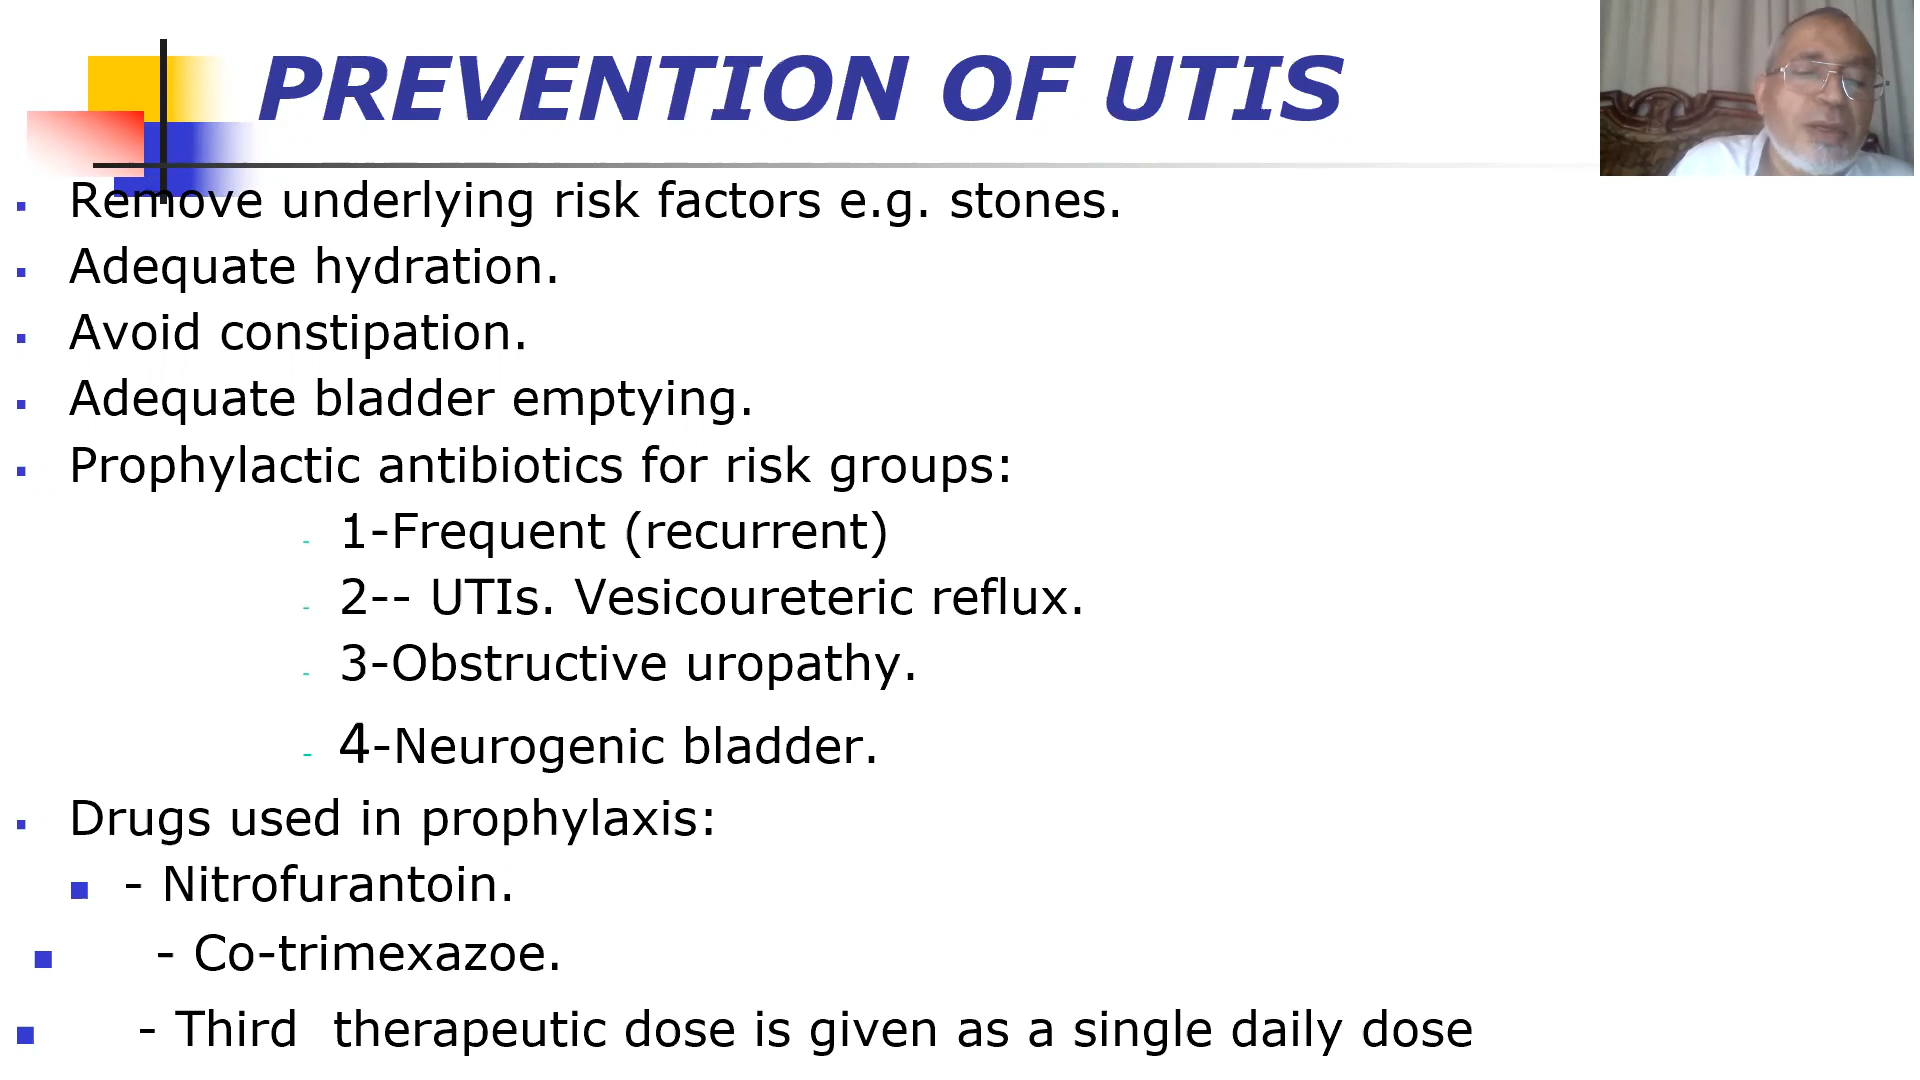 PREVENTION OF UTIS
Remove underlying risk factors e.g. stones.
Adequate hydration.
Avoid constipation.
Adequate bladder emptying.
Prophylactic antibiotics for risk groups:
- 1-Frequent (recurrent)
- 2-- UTIs. Vesicoureteric reflux.
- 3-Obstructive uropathy.
- 4-Neurogenic bladder.
Drugs used in prophylaxis:
- Nitrofurantoin.
- Co-trimexazoe.
- Third therapeutic dose is given as a single daily dose